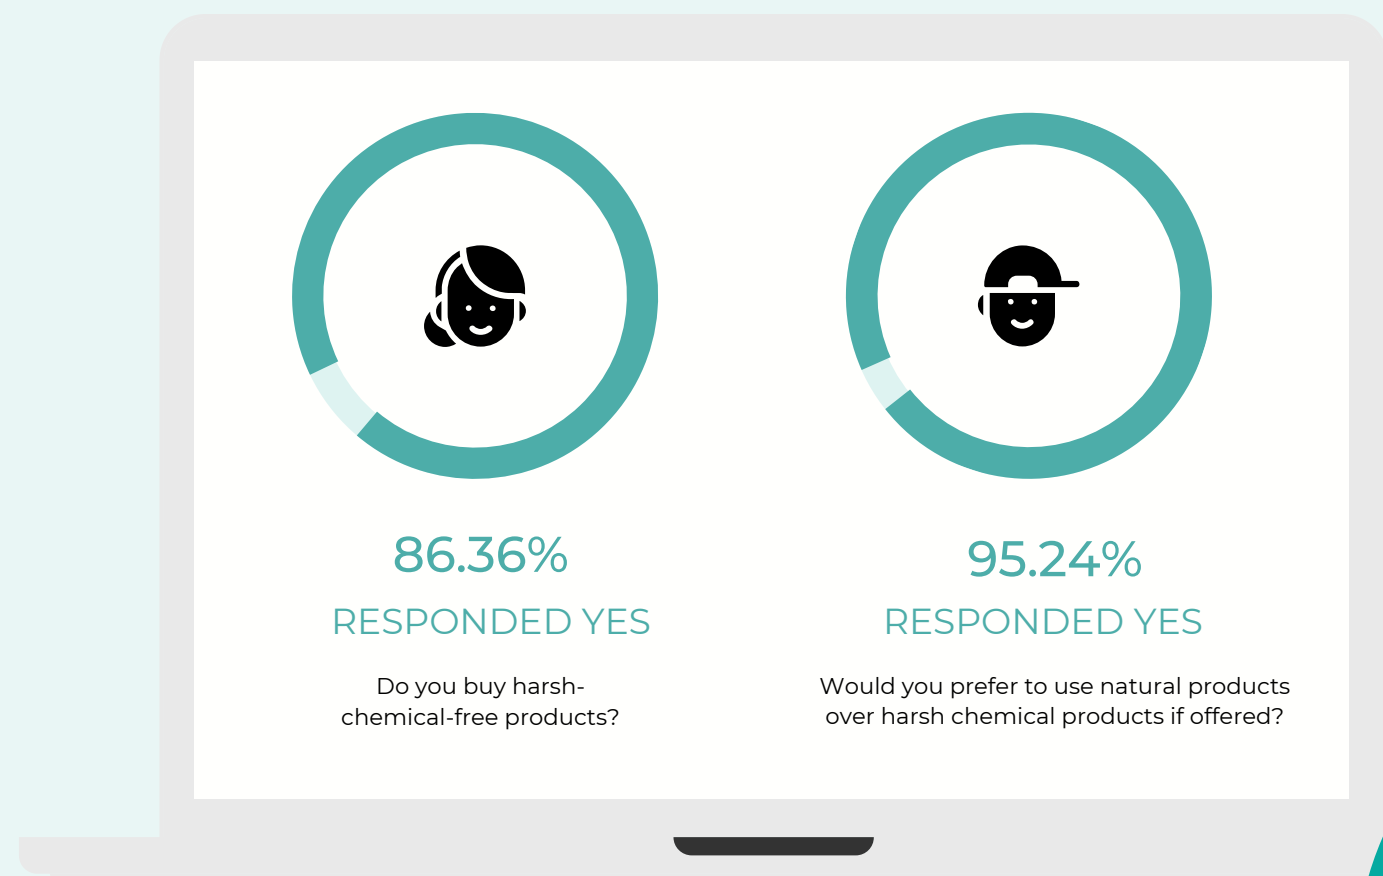 86.36%
RESPONDED YES
Do you buy harsh-
chemical-free products?
95.24%
RESPONDED YES
Would you prefer to use natural products
over harsh chemical products if offered?